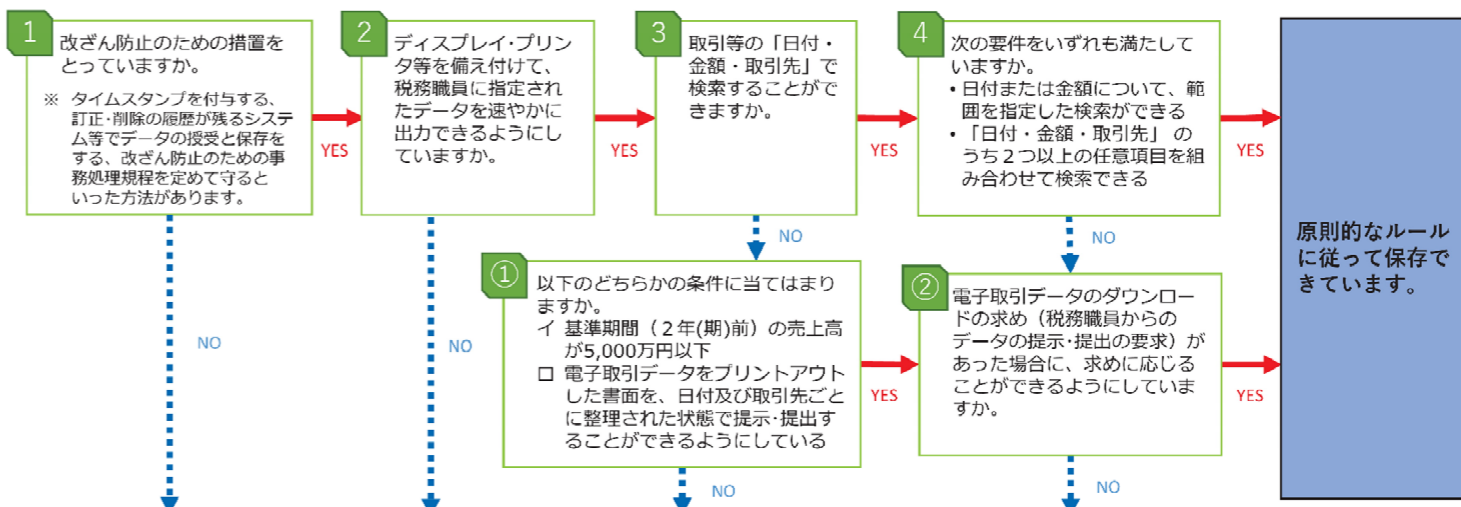 1
改ざん防止のための措置を
とっていますか。
※ タイムスタンプを付与する、
訂正･削除の履歴が残るシステ
ム等でデータの授受と保存を
する、改ざん防止のための事
務処理規程を定めて守ると
いった方法があります。
YES
NO
2
ディスプレイ･プリン
タ等を備え付けて、
税務職員に指定され
たデータを速やかに
出力できるようにし
ていますか。
YES
NO
3
取引等の「日付・
金額・取引先」で
検索することがで
きますか。
YES
NO
4
次の要件をいずれも満たして
いますか。
• 日付または金額について、範
囲を指定した検索ができる
• 「日付・金額・取引先」 の
うち２つ以上の任意項目を組
み合わせて検索できる
YES
NO
①
以下のどちらかの条件に当てはまり
ますか。
イ 基準期間（２年(期)前）の売上高
が5,000万円以下
ロ 電子取引データをプリントアウト
した書面を、日付及び取引先ごと
に整理された状態で提示･提出す
ることができるようにしている
YES
NO
②
電子取引データのダウンロー
ドの求め（税務職員からの
データの提示･提出の要求）が
あった場合に、求めに応じる
ことができるようにしていま
すか。
YES
NO
原則的なルール
に従って保存で
きています。